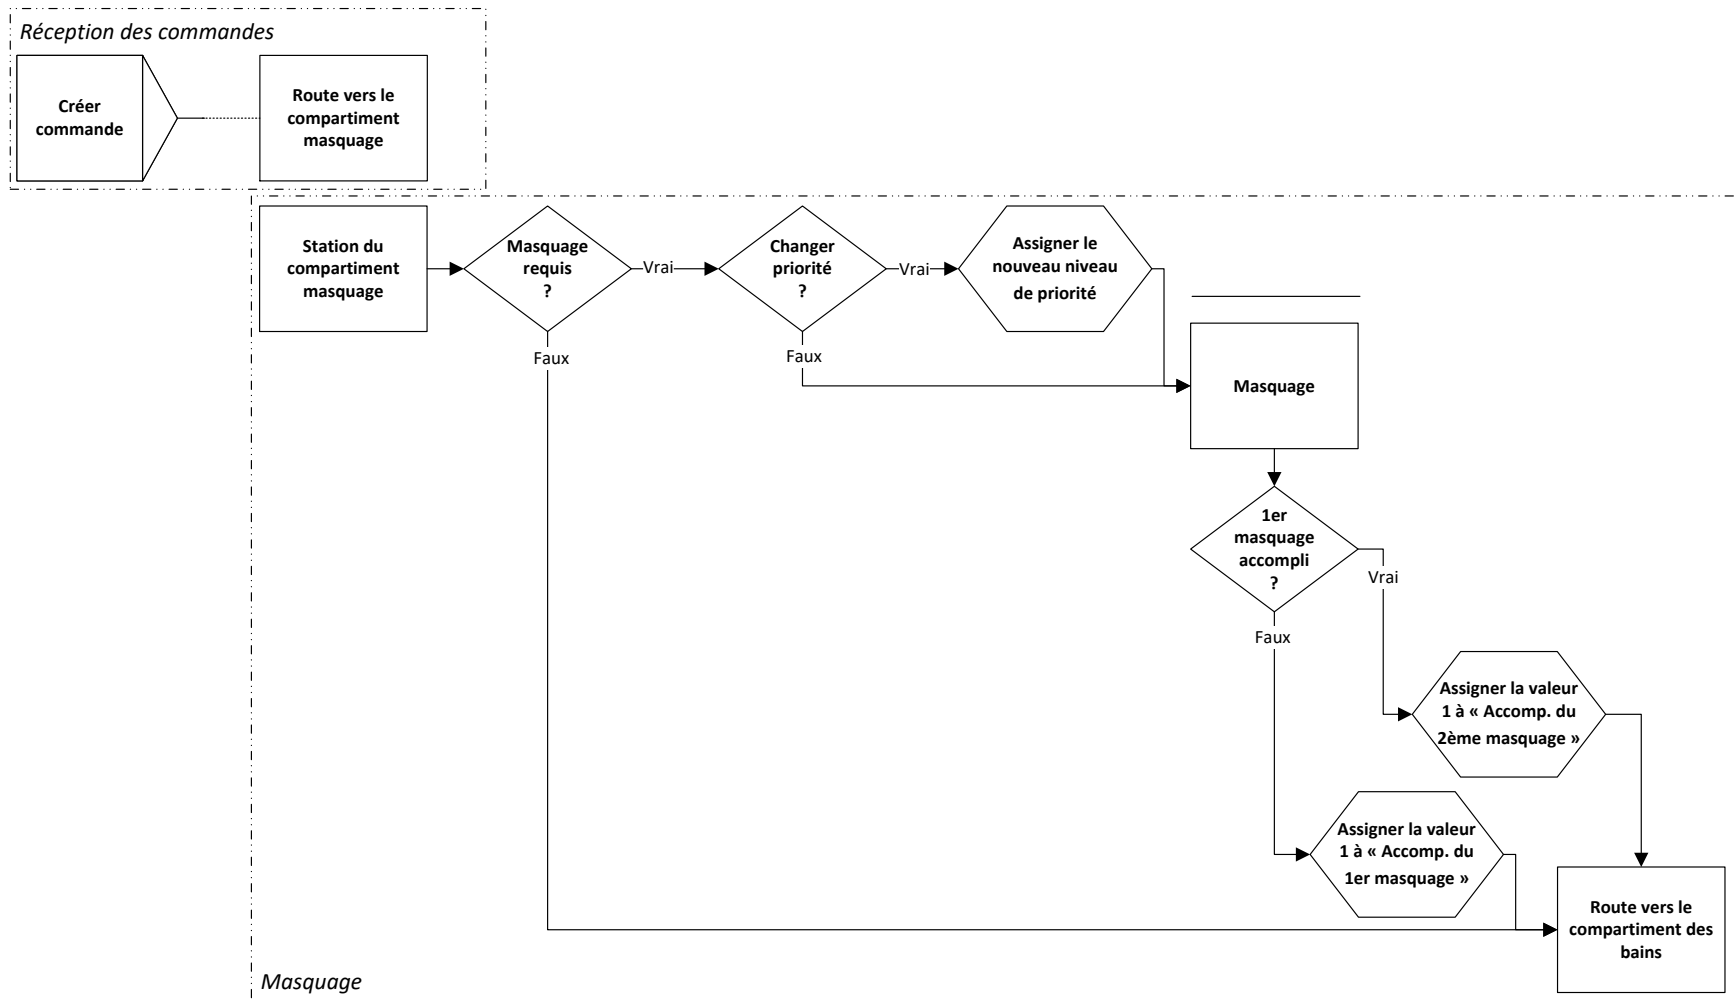 Réception des commandes
Créer
commande
Route vers le
compartiment
masquage
Station du
compartiment
masquage
Masquage
requis
?
Vrai
Changer
priorité
?
Vrai
Assigner le
nouveau niveau
de priorité
Faux
Faux
Masquage
1er
masquage
accompli
?
Vrai
Faux
Assigner la valeur
1 à « Accomp. du
2ème masquage »
Assigner la valeur
1 à « Accomp. du
1er masquage »
Route vers le
compartiment des
bains
Masquage